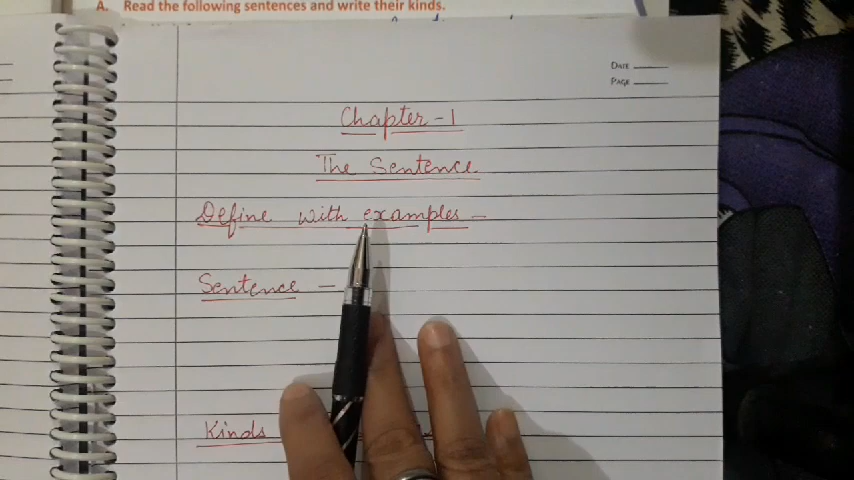 A. Read the following sentences and write their kinds.
DATE
PAGE
Chapter - 1
The Sentence
Define with examples -
Sentence -
Kinds